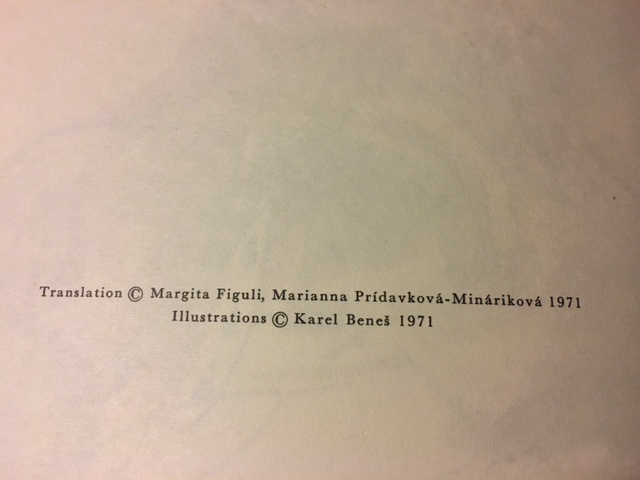 Translation © Margita Figuli, Marianna Prídavková-Mináriková 1971
Illustrations © Karel Beneš 1971